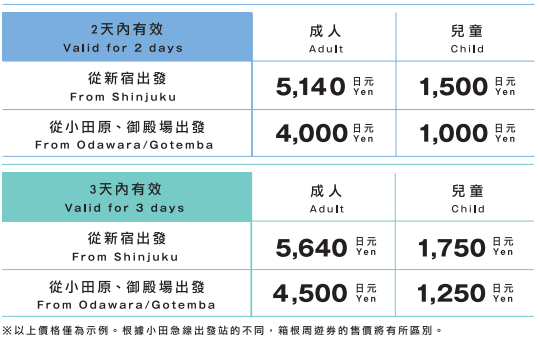 2天內有效 成人 兒童
Valid for 2 days Adult Child
從新宿出發 5,140 日元 1,500 日元
From Shinjuku Yen Yen
從小田原、御殿場出發 4,000 日元 1,000 日元
From Odawara/Gotemba Yen Yen
3天內有效 成人 兒童
Valid for 3 days Adult Child
從新宿出發 5,640 日元 1,750 日元
From Shinjuku Yen Yen
從小田原、御殿場出發 4,500 日元 1,250 日元
From Odawara/Gotemba Yen Yen
※以上價格僅為示例。根據小田急線出發站的不同，箱根周遊券的售價將有所區別。